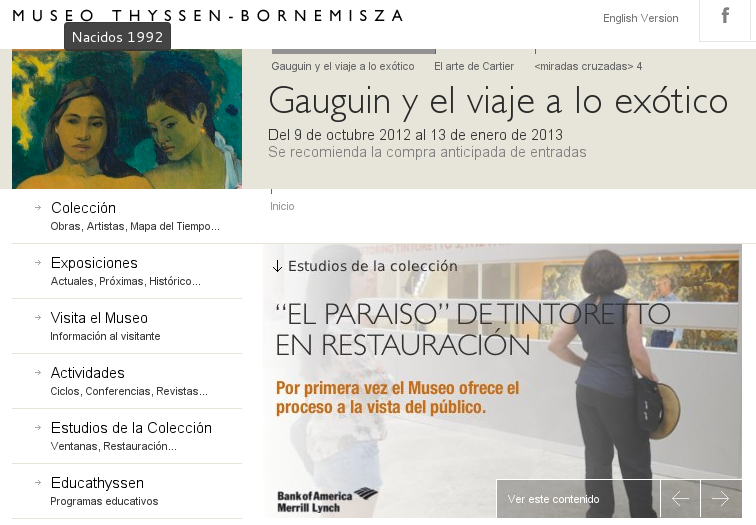 MUSEO THYSSEN-BORNEMISZA
English Version
f
Nacidos 1992
Gauguin y el viaje a lo exótico
El arte de Cartier
<miradas cruzadas> 4
Gauguin y el viaje a lo exótico
Del 9 de octubre 2012 al 13 de enero de 2013
Se recomienda la compra anticipada de entradas
Inicio
Colección
Obras, Artistas, Mapa del Tiempo...
Exposiciones
Actuales, Próximas, Histórico...
Visita el Museo
Información al visitante
Actividades
Ciclos, Conferencias, Revistas...
Estudios de la Colección
Ventanas, Restauración...
Educathyssen
Programas educativos
Estudios de la colección
“EL PARAISO” DE TINTORETTO
EN RESTAURACIÓN
Por primera vez el Museo ofrece el
proceso a la vista del público.
Bank of America
Merrill Lynch
Ver este contenido